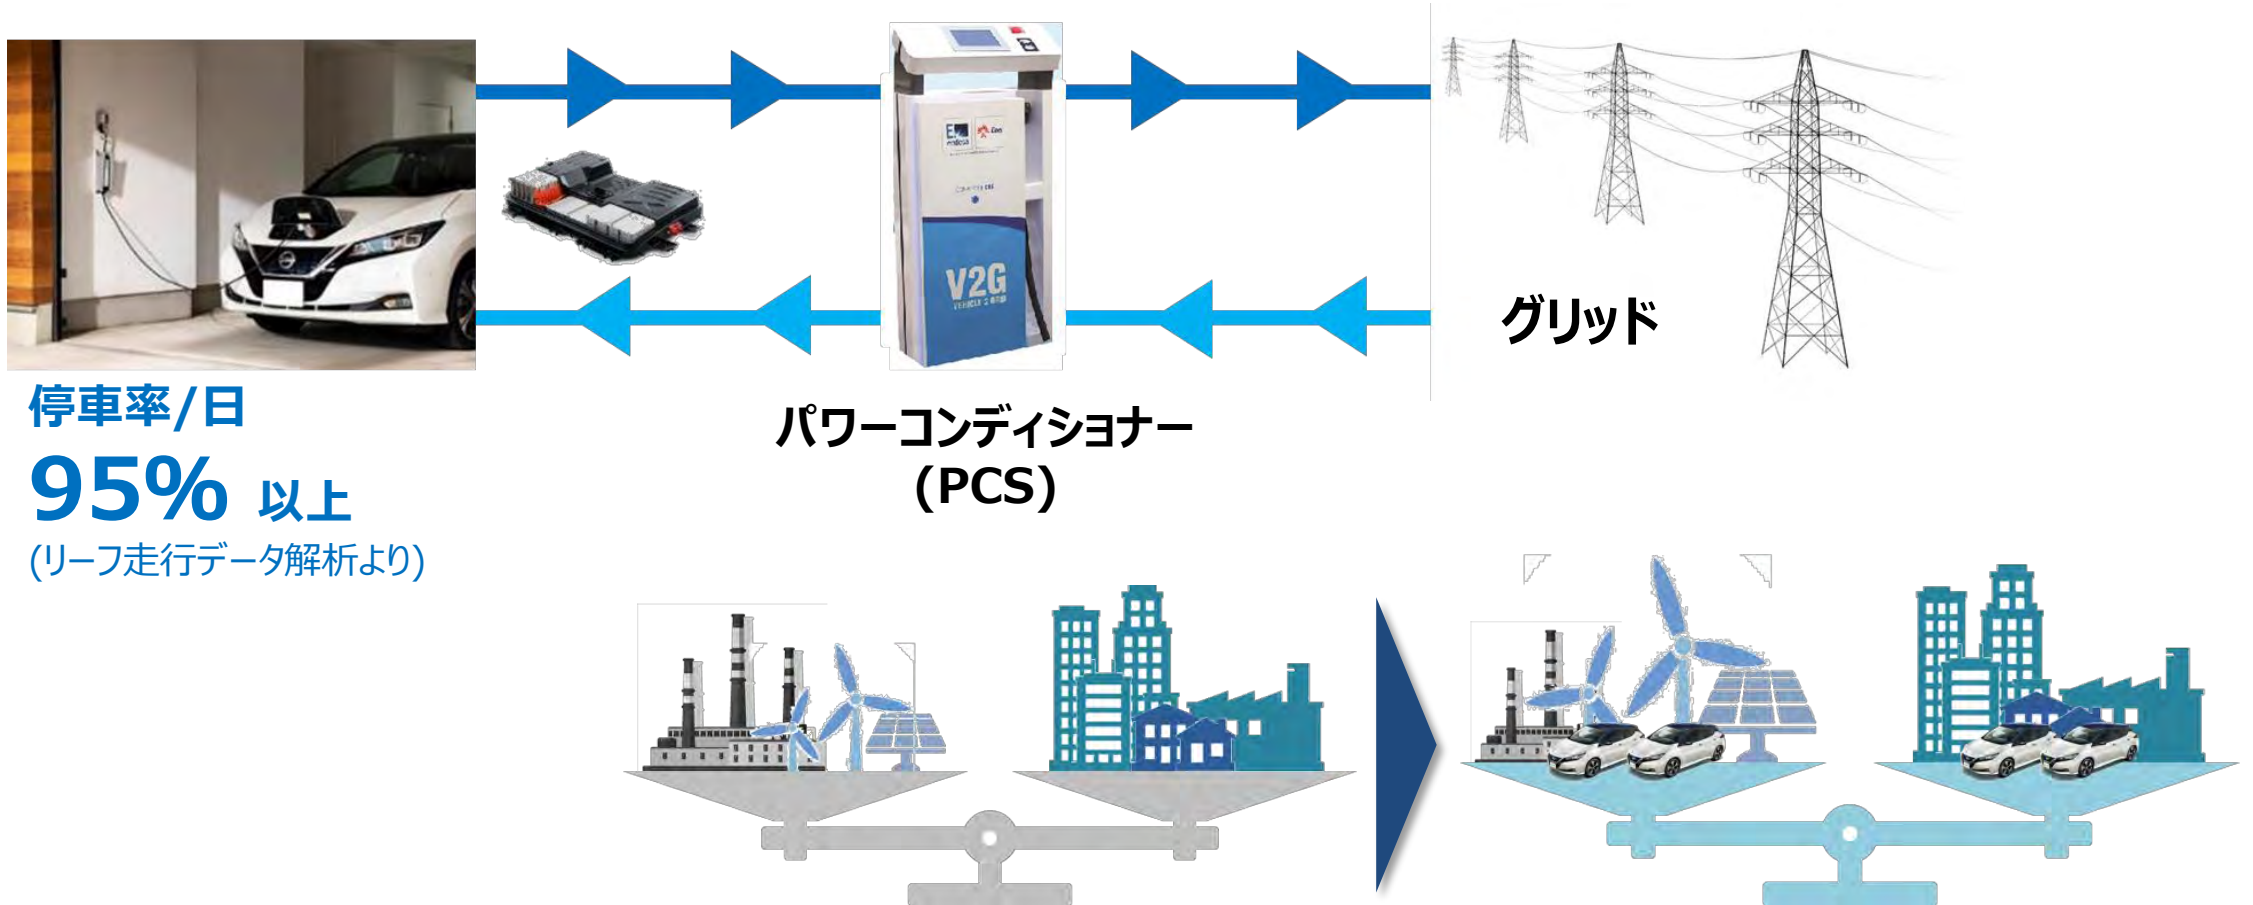 V2G
グリッド
停車率/日
95% 以上
(リーフ走行データ解析より)
パワーコンディショナー
(PCS)